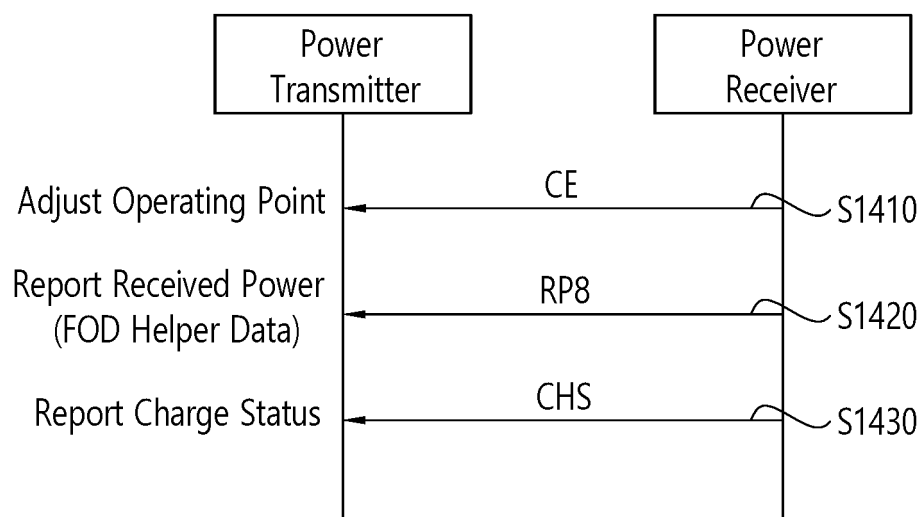 Power
Transmitter
Power
Receiver
Adjust Operating Point
CE
S1410
Report Received Power
(FOD Helper Data)
RP8
S1420
Report Charge Status
CHS
S1430